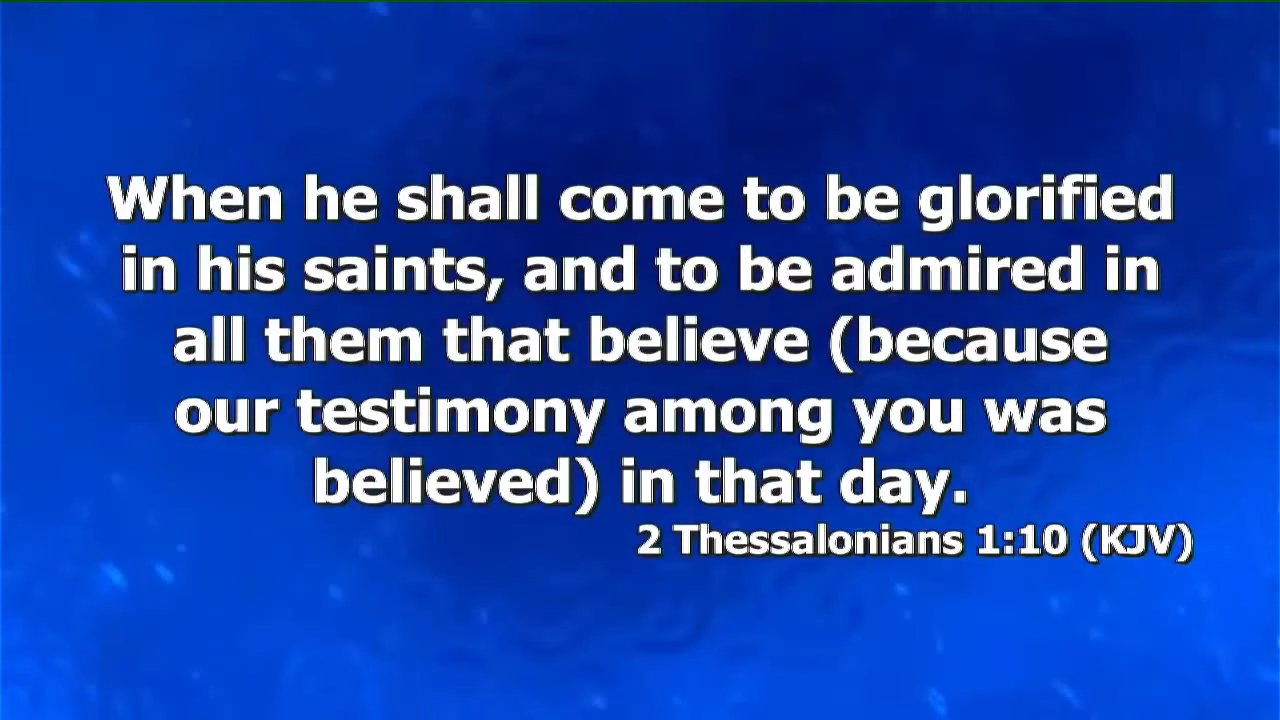 When he shall come to be glorified
in his saints, and to be admired in
all them that believe (because
our testimony among you was
believed) in that day.
2 Thessalonians 1:10 (KJV)